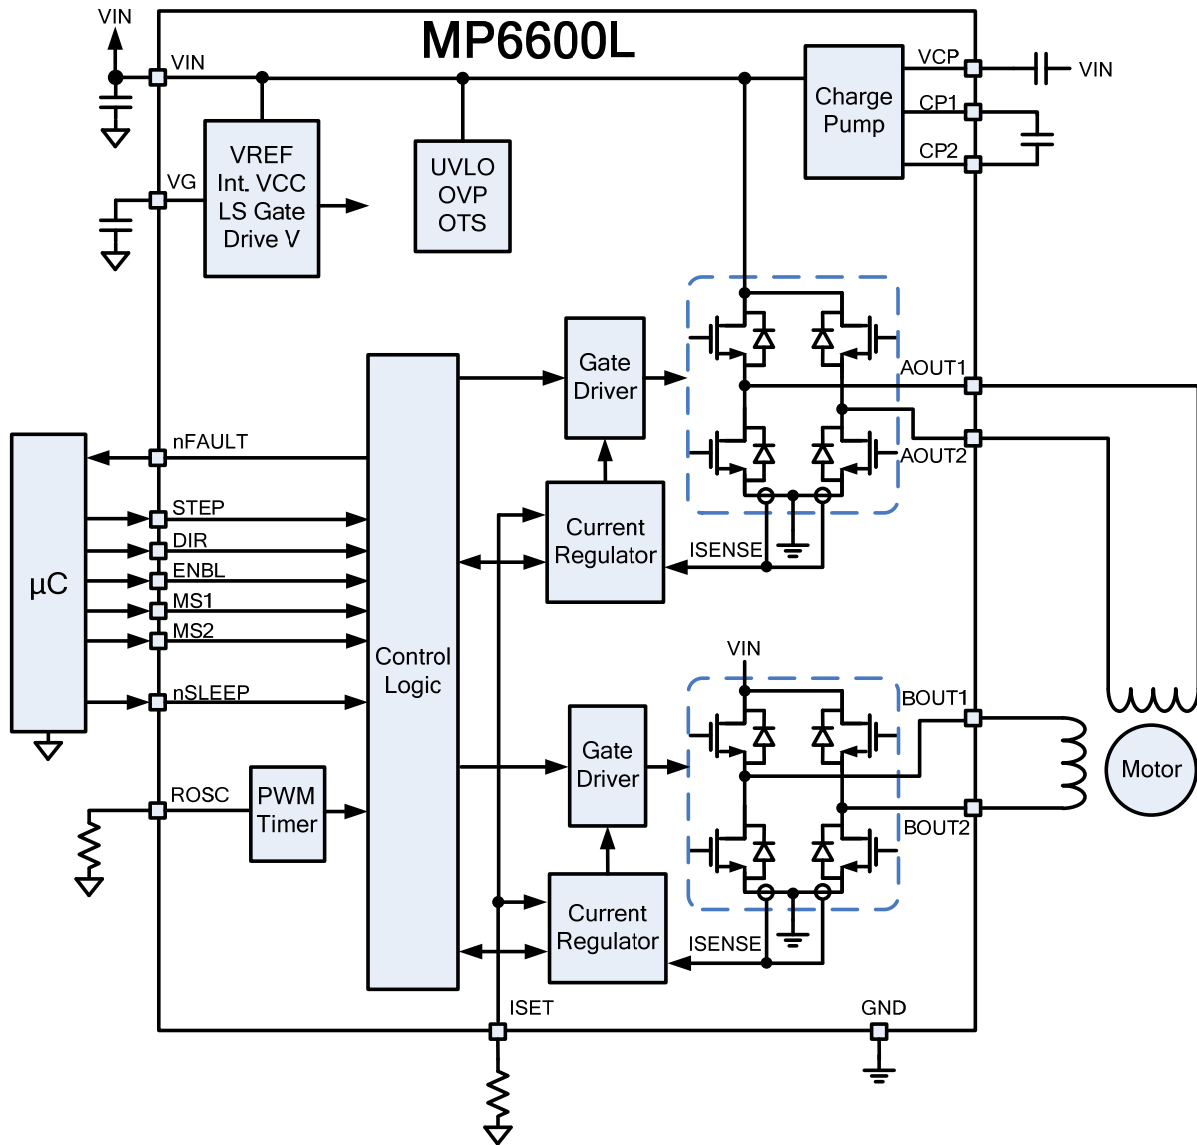 MP6600L
VIN
VIN
VCP
VIN
Charge
Pump
CP1
CP2
VREF
Int. VCC
LS Gate
Drive V
UVLO
OVP
OTS
VG
Gate
Driver
AOUT1
AOUT2
nFAULT
STEP
DIR
ENBL
MS1
MS2
nSLEEP
µC
Current
Regulator
ISENSE
Control
Logic
VIN
BOUT1
BOUT2
Gate
Driver
Motor
ROSC
PWM
Timer
Current
Regulator
ISENSE
ISET
GND